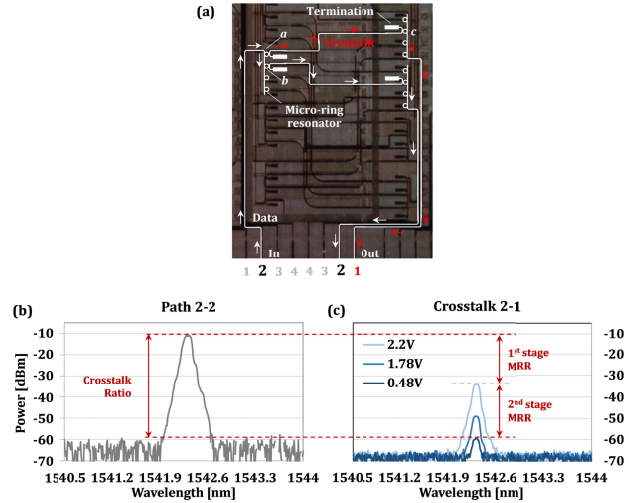 (a)
Termination
a
Crosstalk
c
b
Micro-ring
resonator
Data
In
Out
1 2 3 4 4 3 2 1
(b)
Path 2-2
(c)
Crosstalk 2-1
Power [dBm]
-10
-20
-30
-40
-50
-60
-70
Crosstalk
Ratio
1540.5 1541.2 1541.9 1542.6 1543.3 1544
Wavelength [nm]
2.2V
1.78V
0.48V
1st stage
MRR
2nd stage
MRR
-10
-20
-30
-40
-50
-60
-70
1540.5 1541.2 1541.9 1542.6 1543.3 1544
Wavelength [nm]